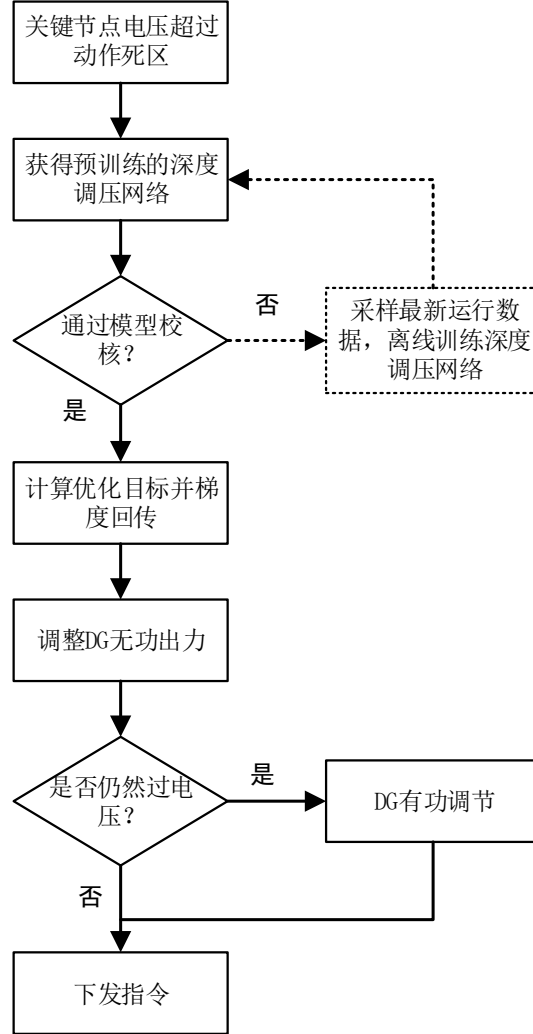 关键节点电压超过
动作死区
获得预训练的深度
调压网络
通过模型校
核？
否
采样最新运行数
据，离线训练深度
调压网络
是
计算优化目标并梯
度回传
调整DG无功出力
是否仍然过电
压？
是
DG有功调节
否
下发指令